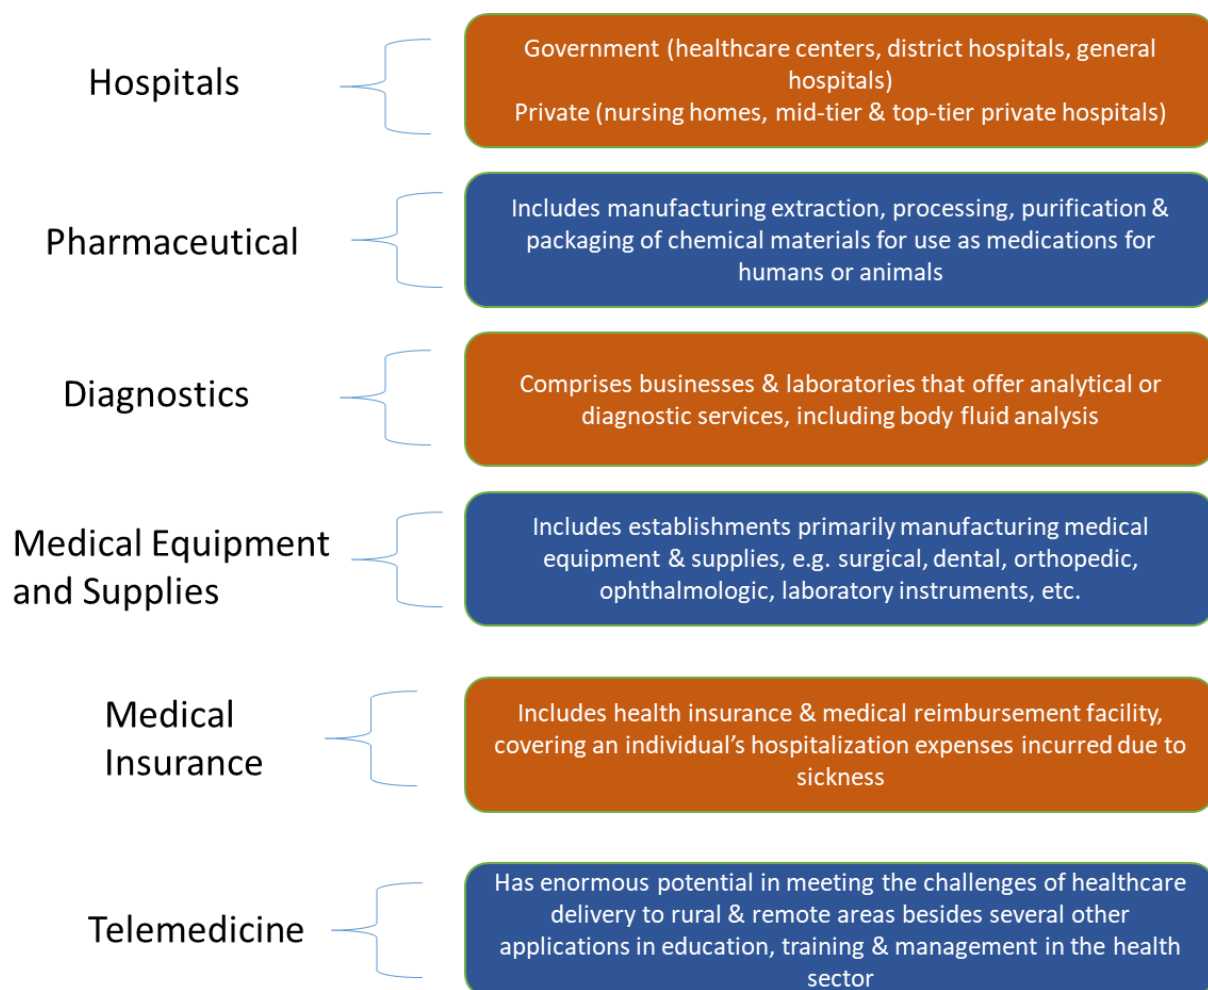 Hospitals
Government (healthcare centers, district hospitals, general
hospitals)
Private (nursing homes, mid-tier & top-tier private hospitals)
Pharmaceutical
Includes manufacturing extraction, processing, purification &
packaging of chemical materials for use as medications for
humans or animals
Diagnostics
Comprises businesses & laboratories that offer analytical or
diagnostic services, including body fluid analysis
Medical Equipment
and Supplies
Includes establishments primarily manufacturing medical
equipment & supplies, e.g. surgical, dental, orthopedic,
ophthalmologic, laboratory instruments, etc.
Medical
Insurance
Includes health insurance & medical reimbursement facility,
covering an individual’s hospitalization expenses incurred due to
sickness
Telemedicine
Has enormous potential in meeting the challenges of healthcare
delivery to rural & remote areas besides several other
applications in education, training & management in the health
sector